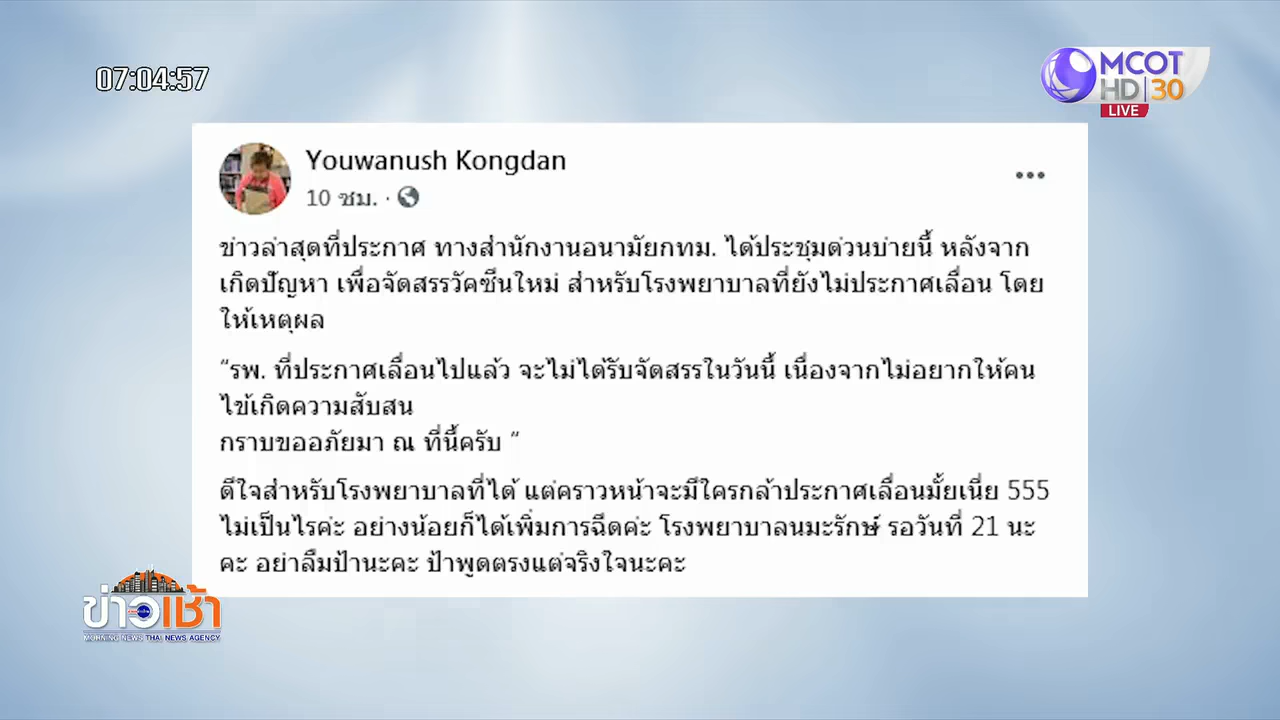 07:04:57
MCOT
HD 30
LIVE
Youwanush Kongdan
10 ชม. ·
ข่าวล่าสุดที่ประกาศ ทางสำนักงานอนามัยกทม. ได้ประชุมด่วนบ่ายนี้ หลังจาก
เกิดปัญหา เพื่อจัดสรรวัคซีนใหม่ สำหรับโรงพยาบาลที่ยังไม่ประกาศเลื่อน โดย
ให้เหตุผล
“รพ. ที่ประกาศเลื่อนไปแล้ว จะไม่ได้รับจัดสรรในวันนี้ เนื่องจากไม่อยากให้คน
ไข้เกิดความสับสน
กราบขออภัยมา ณ ที่นี้ครับ “
ดีใจสำหรับโรงพยาบาลที่ได้ แต่คราวหน้าจะมีใครกล้าประกาศเลื่อนมั้ยเนี่ย 555
ไม่เป็นไรค่ะ อย่างน้อยก็ได้เพิ่มการฉีดค่ะ โรงพยาบาลนมะรักษ์ รอวันที่ 21 นะ
คะ อย่าลืมป้านะคะ ป้าพูดตรงแต่จริงใจนะคะ
ข่าวเช้า
MORNING NEWS THAI NEWS AGENCY